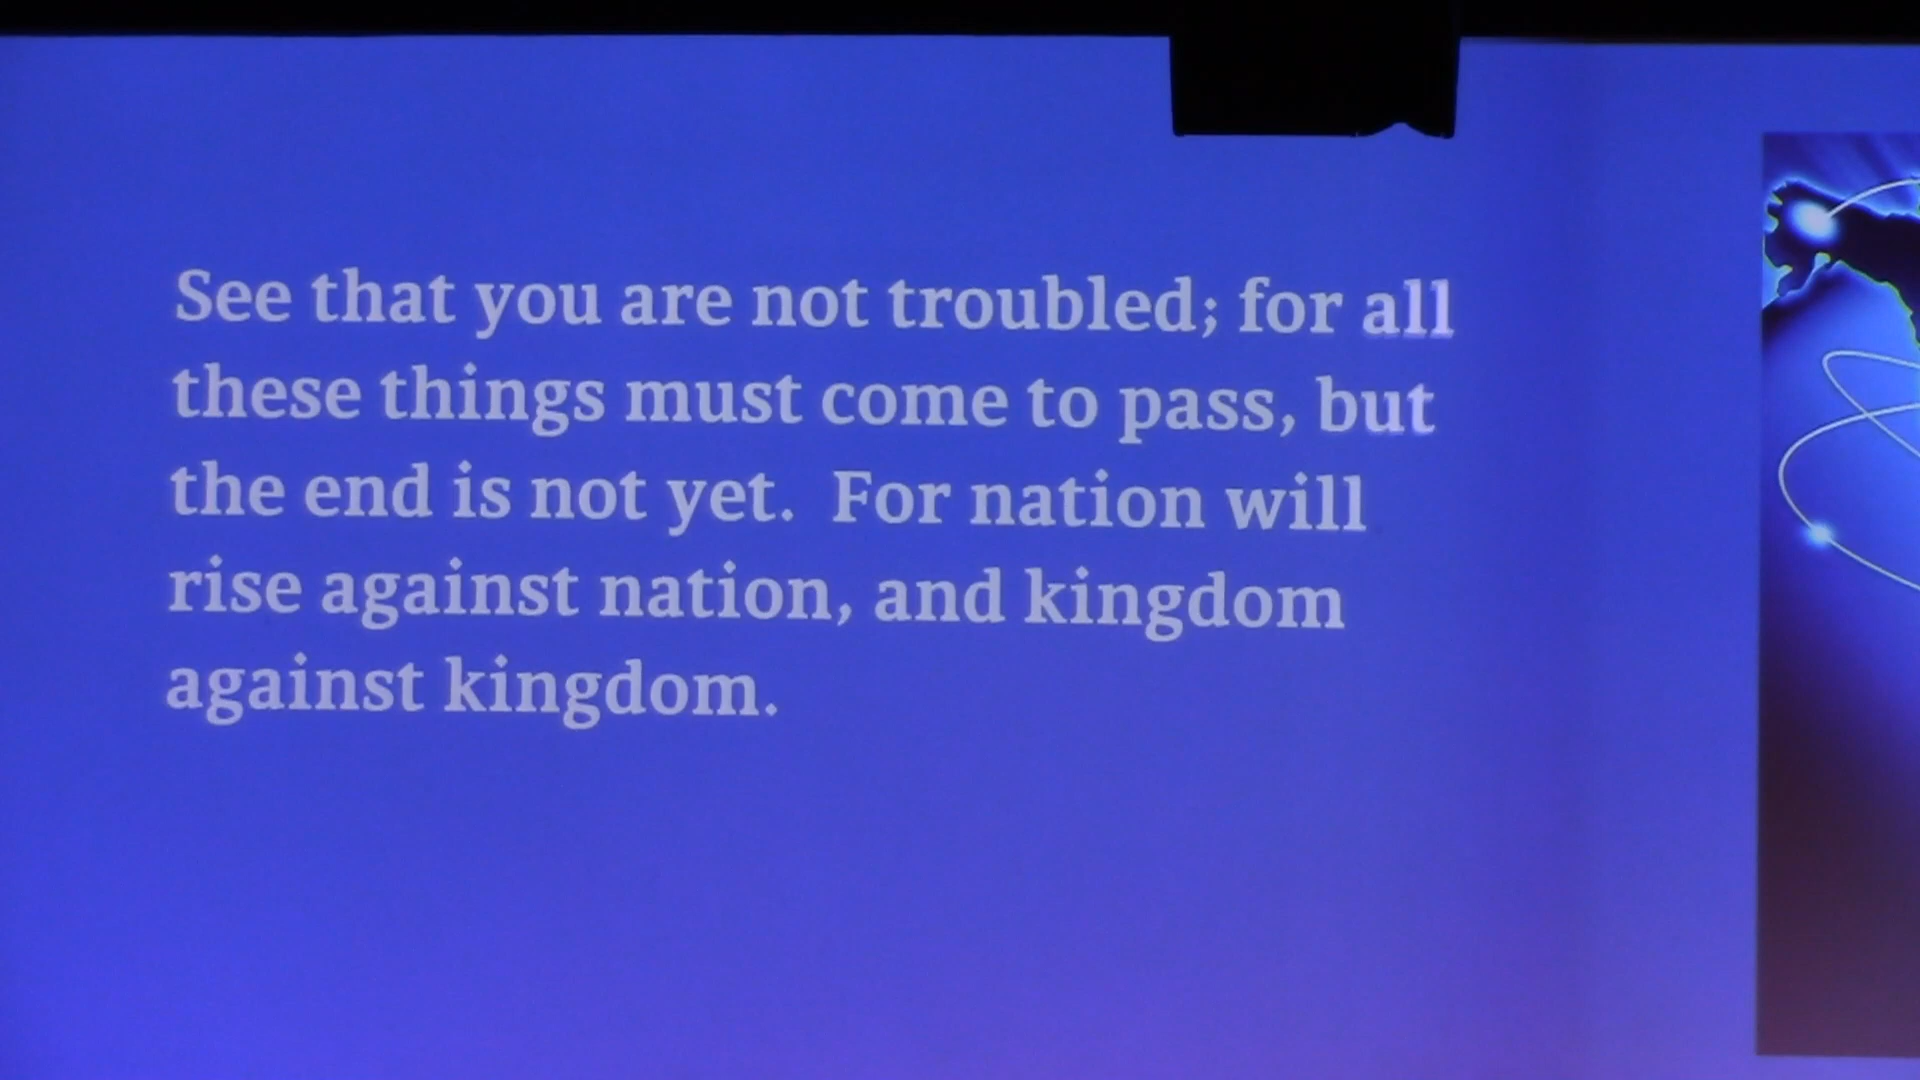 See that you are not troubled; for all
these things must come to pass, but
the end is not yet.  For nation will
rise against nation, and kingdom
against kingdom.